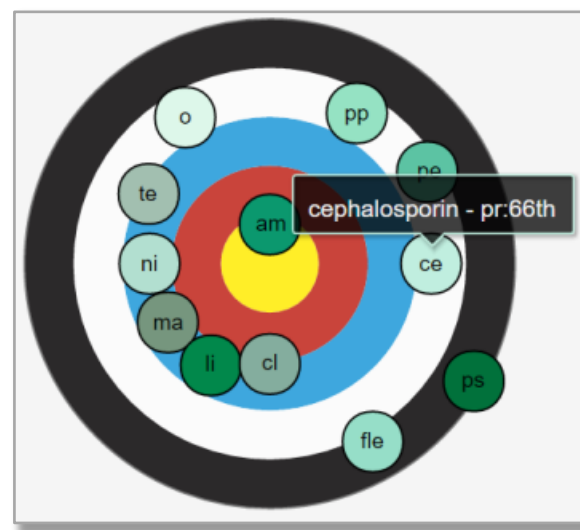 o
pp
pe
te
cephalosporin - pr:66th
am
ni
ce
ma
li
cl
ps
fle